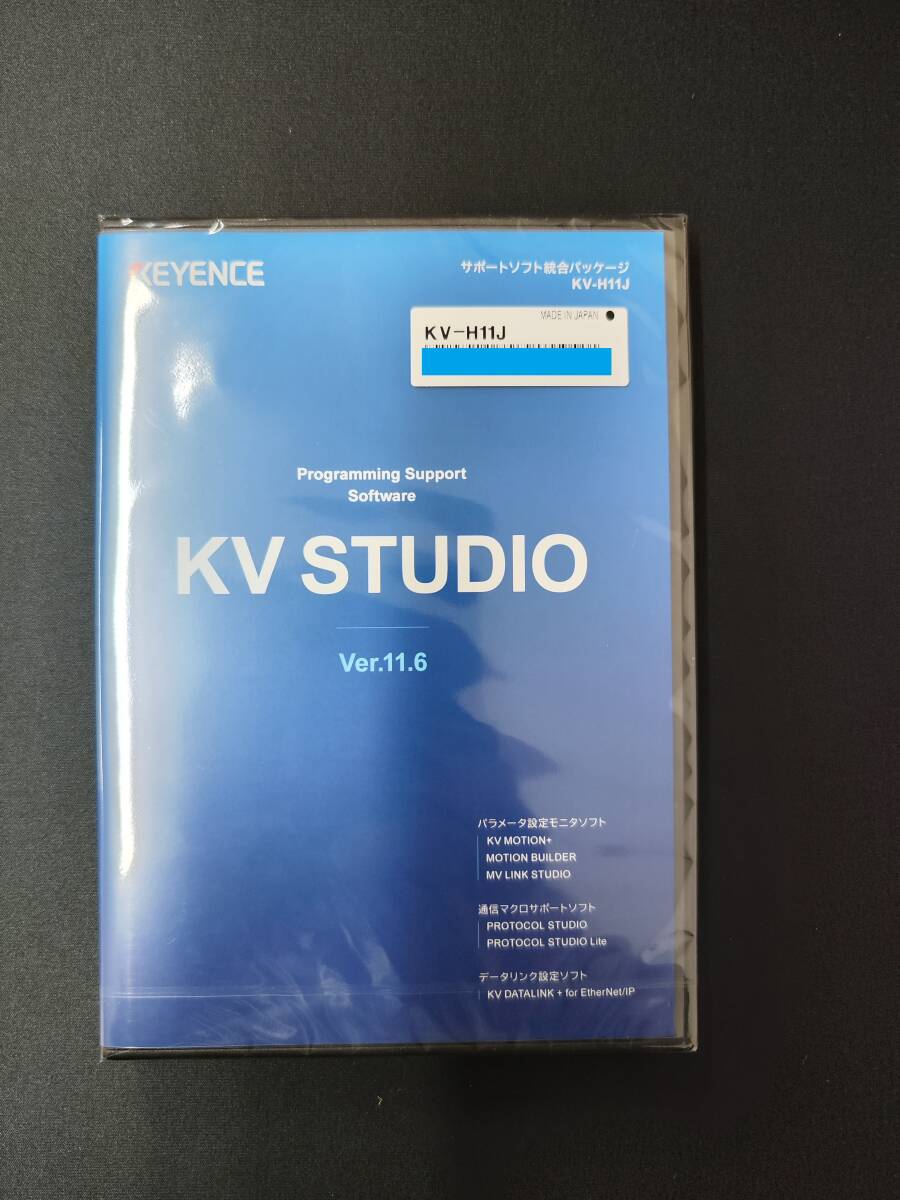 KEYENCE
サポートソフト統合パッケージ
KV-H11J
MADE IN JAPAN
KV-H11J
Programming Support
Software
KV STUDIO
Ver.11.6
パラメータ設定モニタソフト
KV MOTION+
MOTION BUILDER
MV LINK STUDIO
通信マクロサポートソフト
PROTOCOL STUDIO
PROTOCOL STUDIO Lite
データリンク設定ソフト
KV DATALINK + for EtherNet/IP